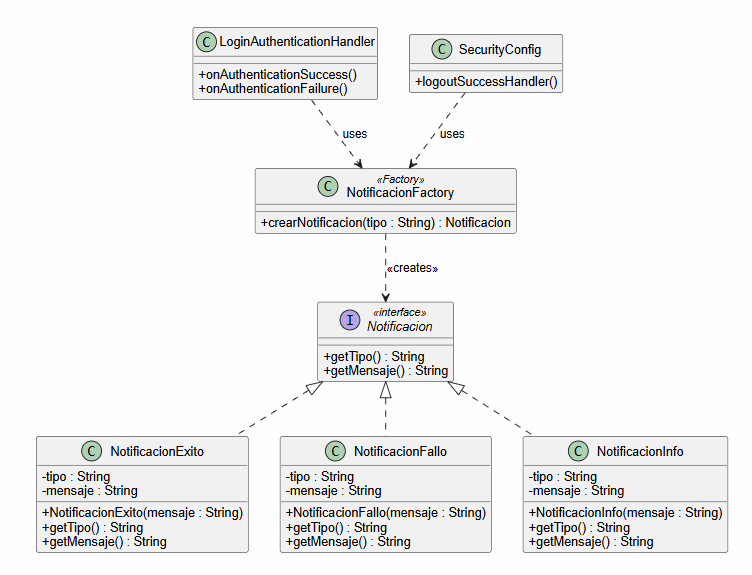 C LoginAuthenticationHandler
+onAuthenticationSuccess()
+onAuthenticationFailure()
C SecurityConfig
+logoutSuccessHandler()
uses
uses
«Factory»
C NotificacionFactory
+crearNotificacion(tipo : String) : Notificacion
«creates»
«interface»
I Notificacion
+getTipo() : String
+getMensaje() : String
C NotificacionExito
-tipo : String
-mensaje : String
+NotificacionExito(mensaje : String)
+getTipo() : String
+getMensaje() : String
C NotificacionFallo
-tipo : String
-mensaje : String
+NotificacionFallo(mensaje : String)
+getTipo() : String
+getMensaje() : String
C NotificacionInfo
-tipo : String
-mensaje : String
+NotificacionInfo(mensaje : String)
+getTipo() : String
+getMensaje() : String